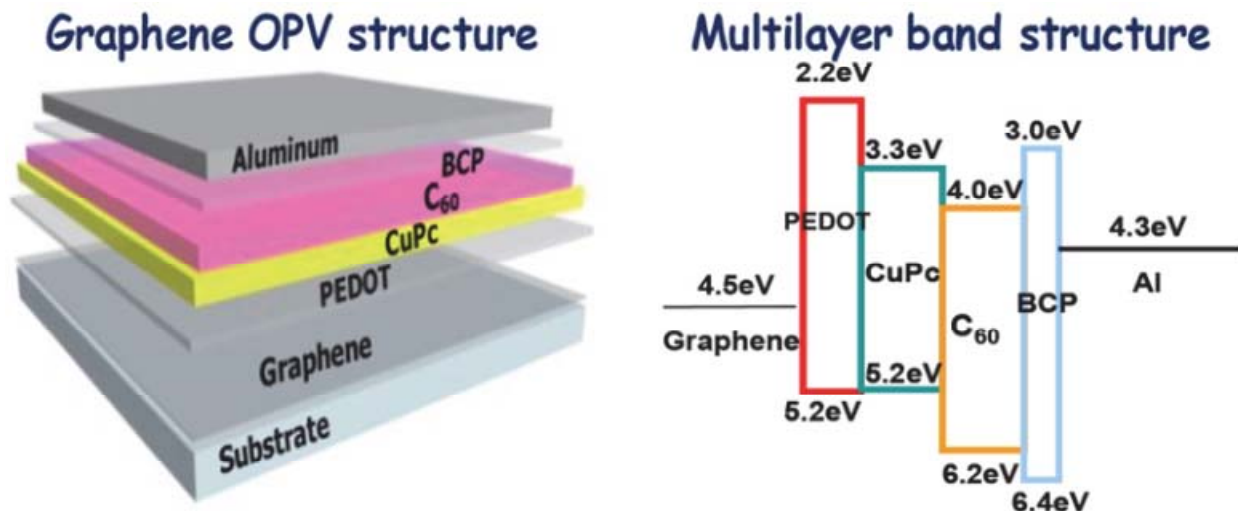 Graphene OPV structure
Aluminum
BCP
C₆₀
CuPc
PEDOT
Graphene
Substrate
Multilayer band structure
2.2eV
3.3eV
3.0eV
4.0eV
PEDOT
4.3eV
4.5eV
CuPc
Al
BCP
Graphene
C₆₀
5.2eV
5.2eV
6.2eV
6.4eV